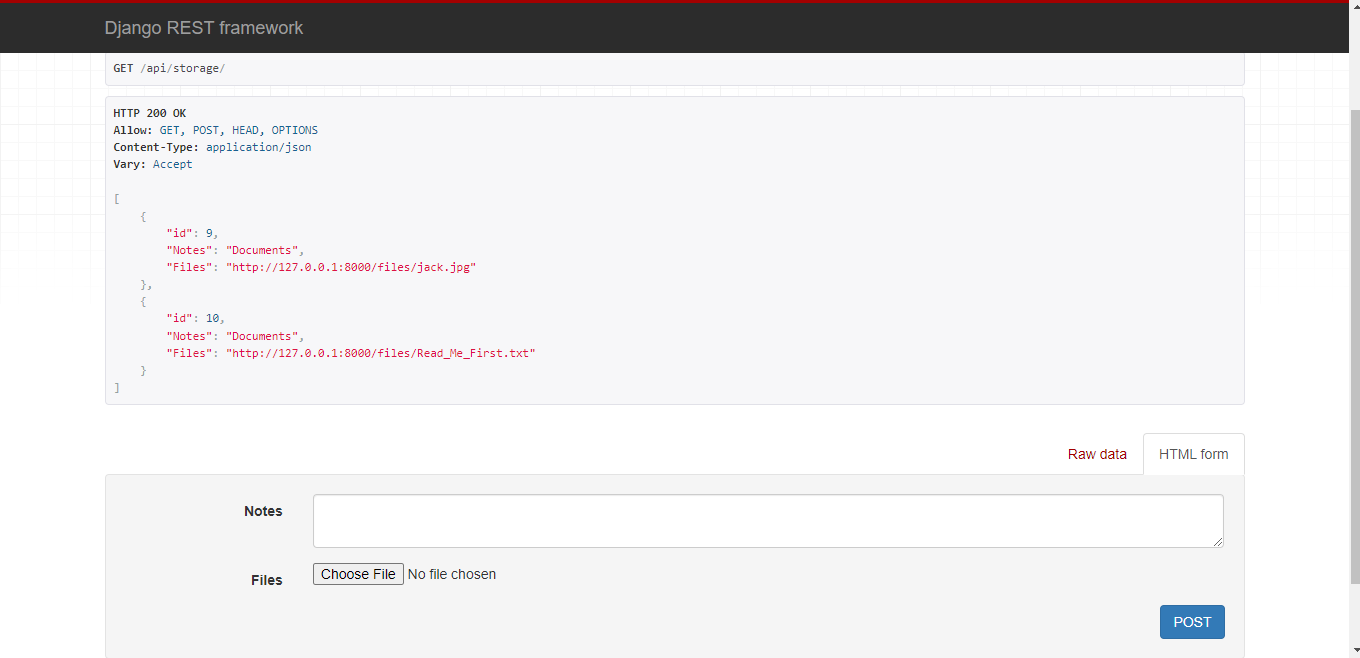 Django REST framework
GET /api/storage/
HTTP 200 OK
Allow: GET, POST, HEAD, OPTIONS
Content-Type: application/json
Vary: Accept
[
{
"id": 9,
"Notes": "Documents",
"Files": "http://127.0.0.1:8000/files/jack.jpg"
},
{
"id": 10,
"Notes": "Documents",
"Files": "http://127.0.0.1:8000/files/Read_Me_First.txt"
}
]
Raw data HTML form
Notes
Files Choose File No file chosen
POST